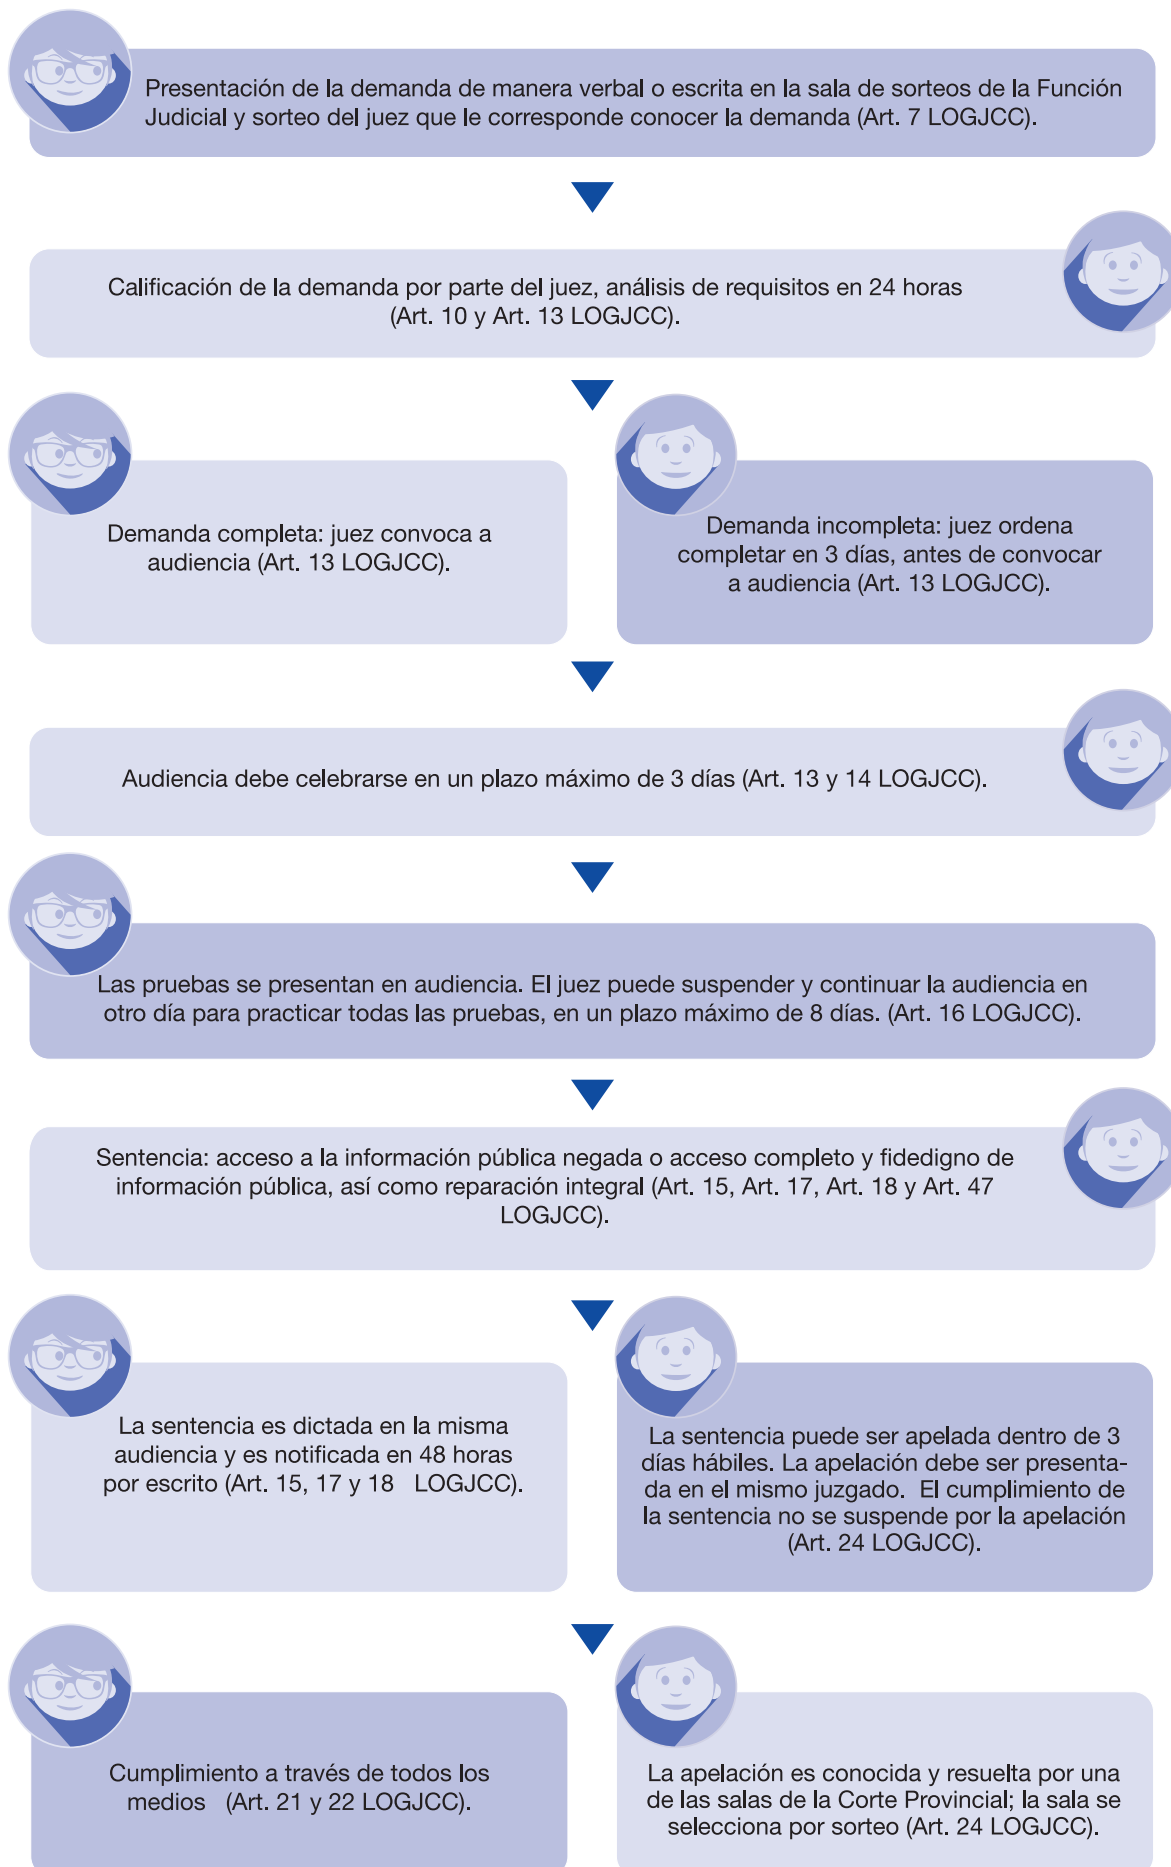 Presentación de la demanda de manera verbal o escrita en la sala de sorteos de la Función
Judicial y sorteo del juez que le corresponde conocer la demanda (Art. 7 LOGJCC).
Calificación de la demanda por parte del juez, análisis de requisitos en 24 horas
(Art. 10 y Art. 13 LOGJCC).
Demanda completa: juez convoca a
audiencia (Art. 13 LOGJCC).
Demanda incompleta: juez ordena
completar en 3 días, antes de convocar
a audiencia (Art. 13 LOGJCC).
Audiencia debe celebrarse en un plazo máximo de 3 días (Art. 13 y 14 LOGJCC).
Las pruebas se presentan en audiencia. El juez puede suspender y continuar la audiencia en
otro día para practicar todas las pruebas, en un plazo máximo de 8 días. (Art. 16 LOGJCC).
Sentencia: acceso a la información pública negada o acceso completo y fidedigno de
información pública, así como reparación integral (Art. 15, Art. 17, Art. 18 y Art. 47
LOGJCC).
La sentencia es dictada en la misma
audiencia y es notificada en 48 horas
por escrito (Art. 15, 17 y 18 LOGJCC).
La sentencia puede ser apelada dentro de 3
días hábiles. La apelación debe ser presenta-
da en el mismo juzgado. El cumplimiento de
la sentencia no se suspende por la apelación
(Art. 24 LOGJCC).
Cumplimiento a través de todos los
medios (Art. 21 y 22 LOGJCC).
La apelación es conocida y resuelta por una
de las salas de la Corte Provincial; la sala se
selecciona por sorteo (Art. 24 LOGJCC).